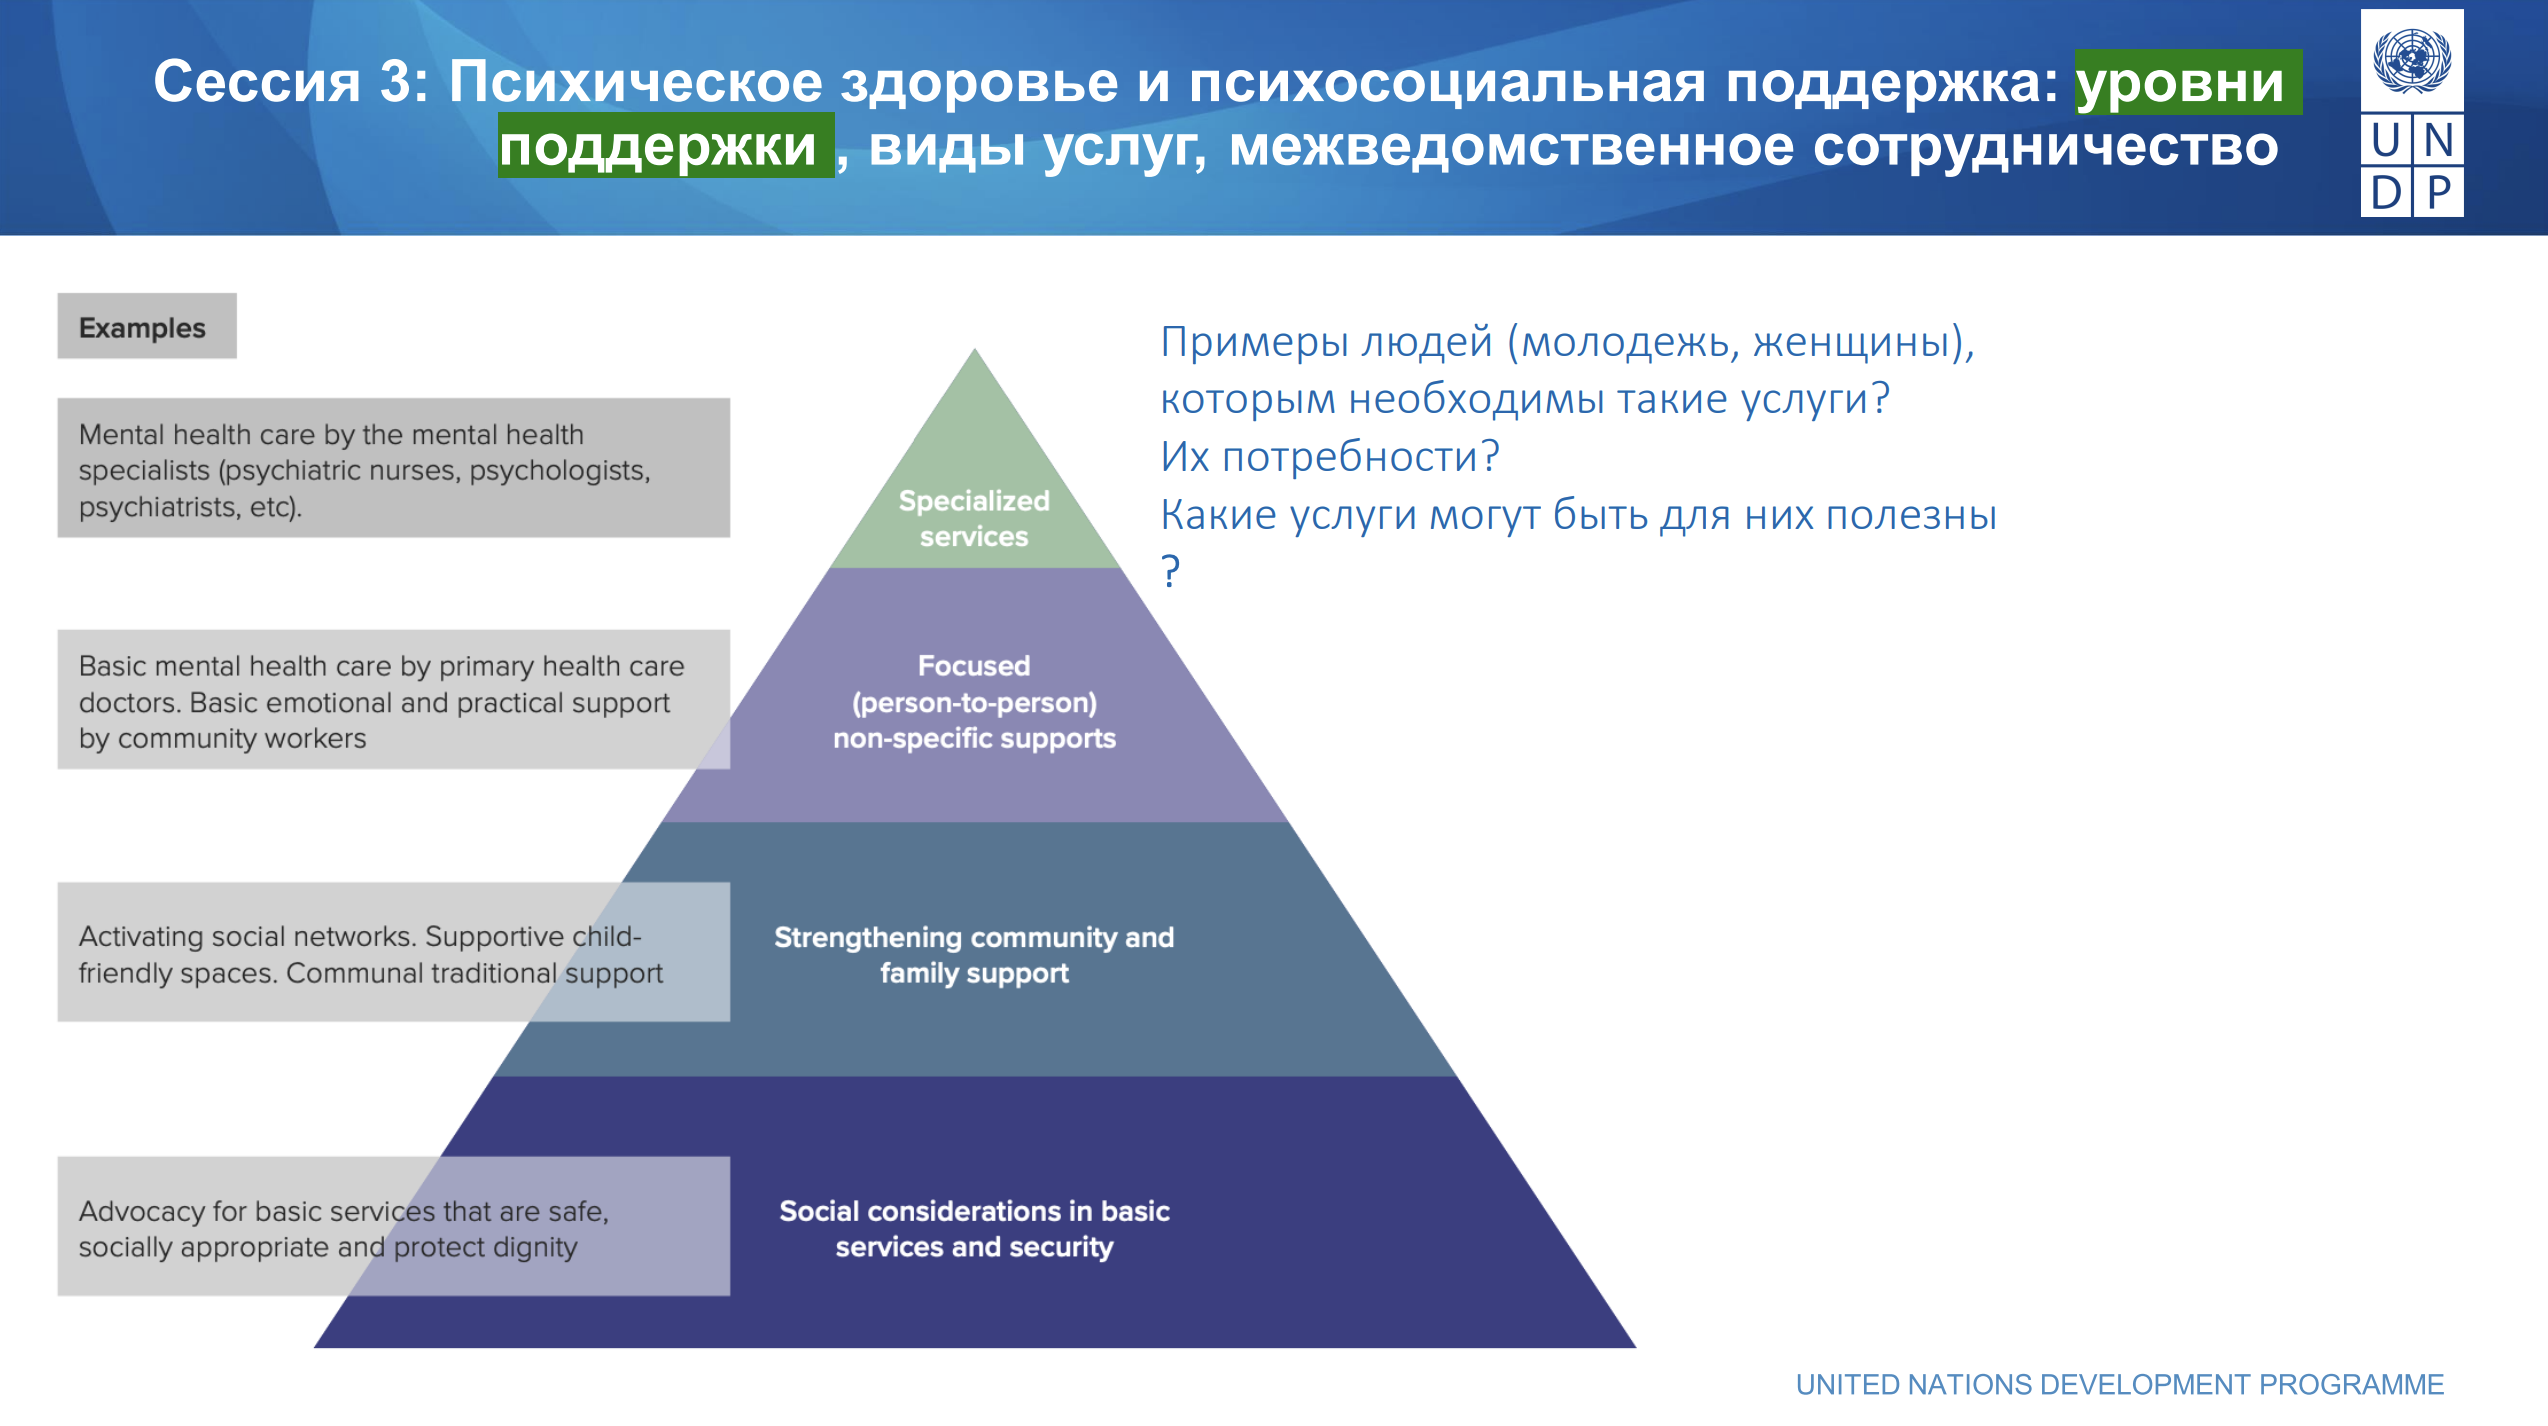 Сессия 3: Психическое здоровье и психосоциальная поддержка: уровни
поддержки , виды услуг, межведомственное сотрудничество
U N
D P
Examples
Mental health care by the mental health
specialists (psychiatric nurses, psychologists,
psychiatrists, etc).
Specialized
services
Примеры людей (молодежь, женщины),
которым необходимы такие услуги?
Их потребности?
Какие услуги могут быть для них полезны
?
Basic mental health care by primary health care
doctors. Basic emotional and practical support
by community workers
Focused
(person-to-person)
non-specific supports
Activating social networks. Supportive child-
friendly spaces. Communal traditional support
Strengthening community and
family support
Advocacy for basic services that are safe,
socially appropriate and protect dignity
Social considerations in basic
services and security
UNITED NATIONS DEVELOPMENT PROGRAMME